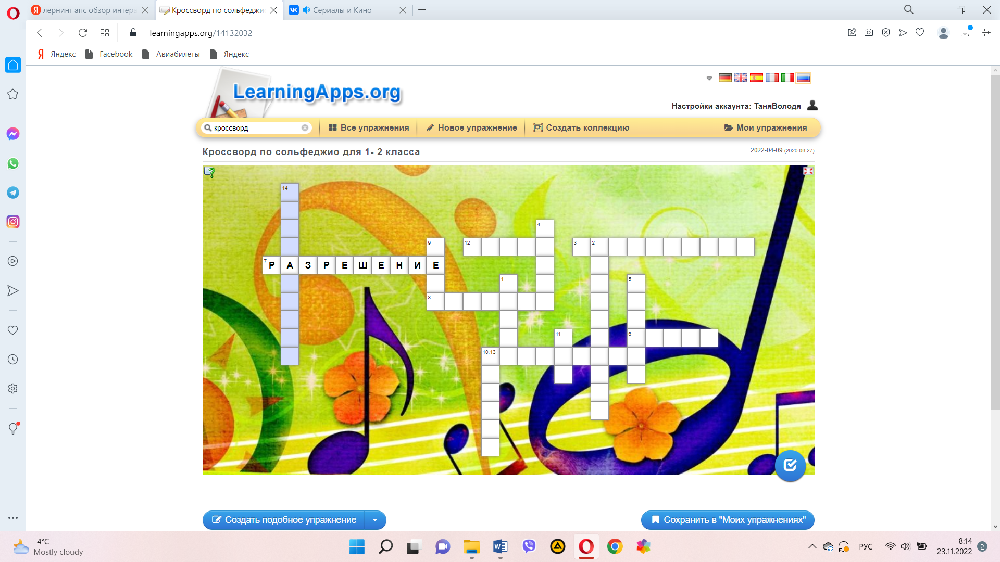 лёрнинг апс обзор интера
Кроссворд по сольфеджи
Сериалы и Кино
learningapps.org/14132032
Яндекс
Facebook
Авиабилеты
Яндекс
LearningApps.org
Настройки аккаунта: ТаняВолодя
кроссворд
Все упражнения
Новое упражнение
Создать коллекцию
Мои упражнения
Кроссворд по сольфеджио для 1- 2 класса
2022-04-09 (2020-09-27)
14
4
9
12
3
2
7
Р А З Р Е Ш Е Н И Е
1
5
8
11
6
10,13
Создать подобное упражнение
Сохранить в "Моих упражнениях"
-4°C
Mostly cloudy
РУС
8:14
23.11.2022
2